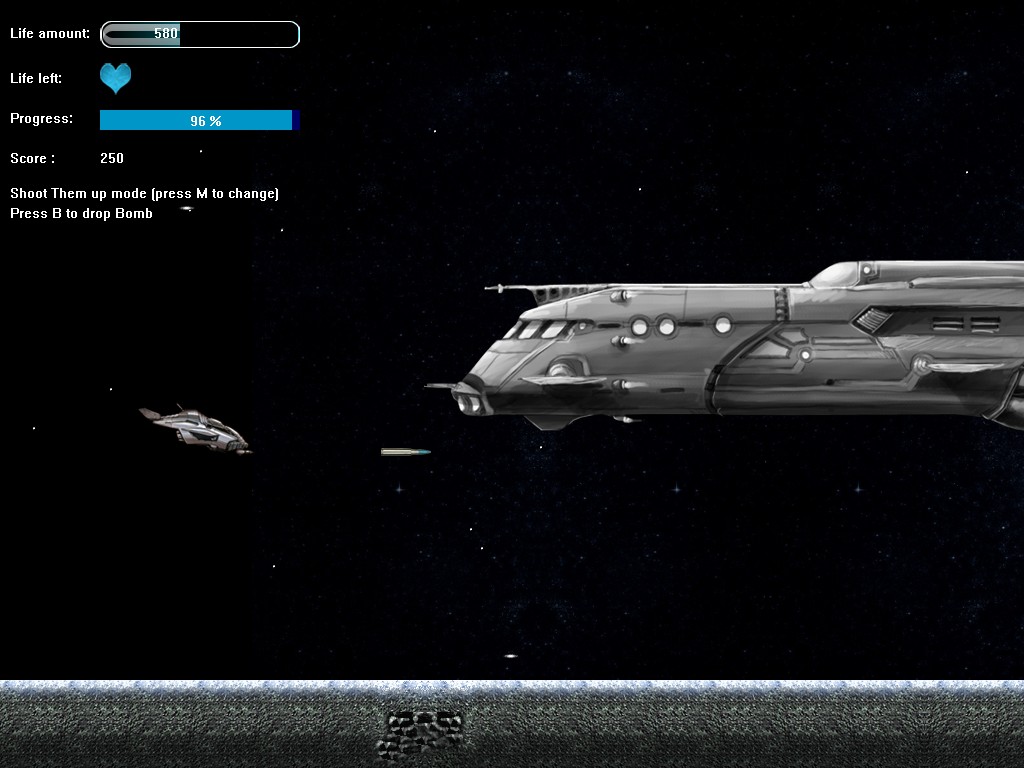 Life amount: 580
Life left:
Progress: 96 %
Score : 250
Shoot Them up mode (press M to change)
Press B to drop Bomb